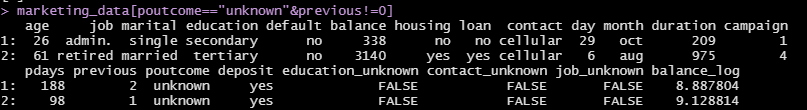 > marketing_data[poutcome=="unknown"&previous!=0]
age job marital education default balance housing loan contact day month duration campaign
1: 26 admin. single secondary no 338 no no cellular 29 oct 209 1
2: 61 retired married tertiary no 3140 yes yes cellular 6 aug 975 4
pdays previous poutcome deposit education_unknown contact_unknown job_unknown balance_log
1: 188 2 unknown yes FALSE FALSE FALSE 8.887804
2: 98 1 unknown yes FALSE FALSE FALSE 9.128814